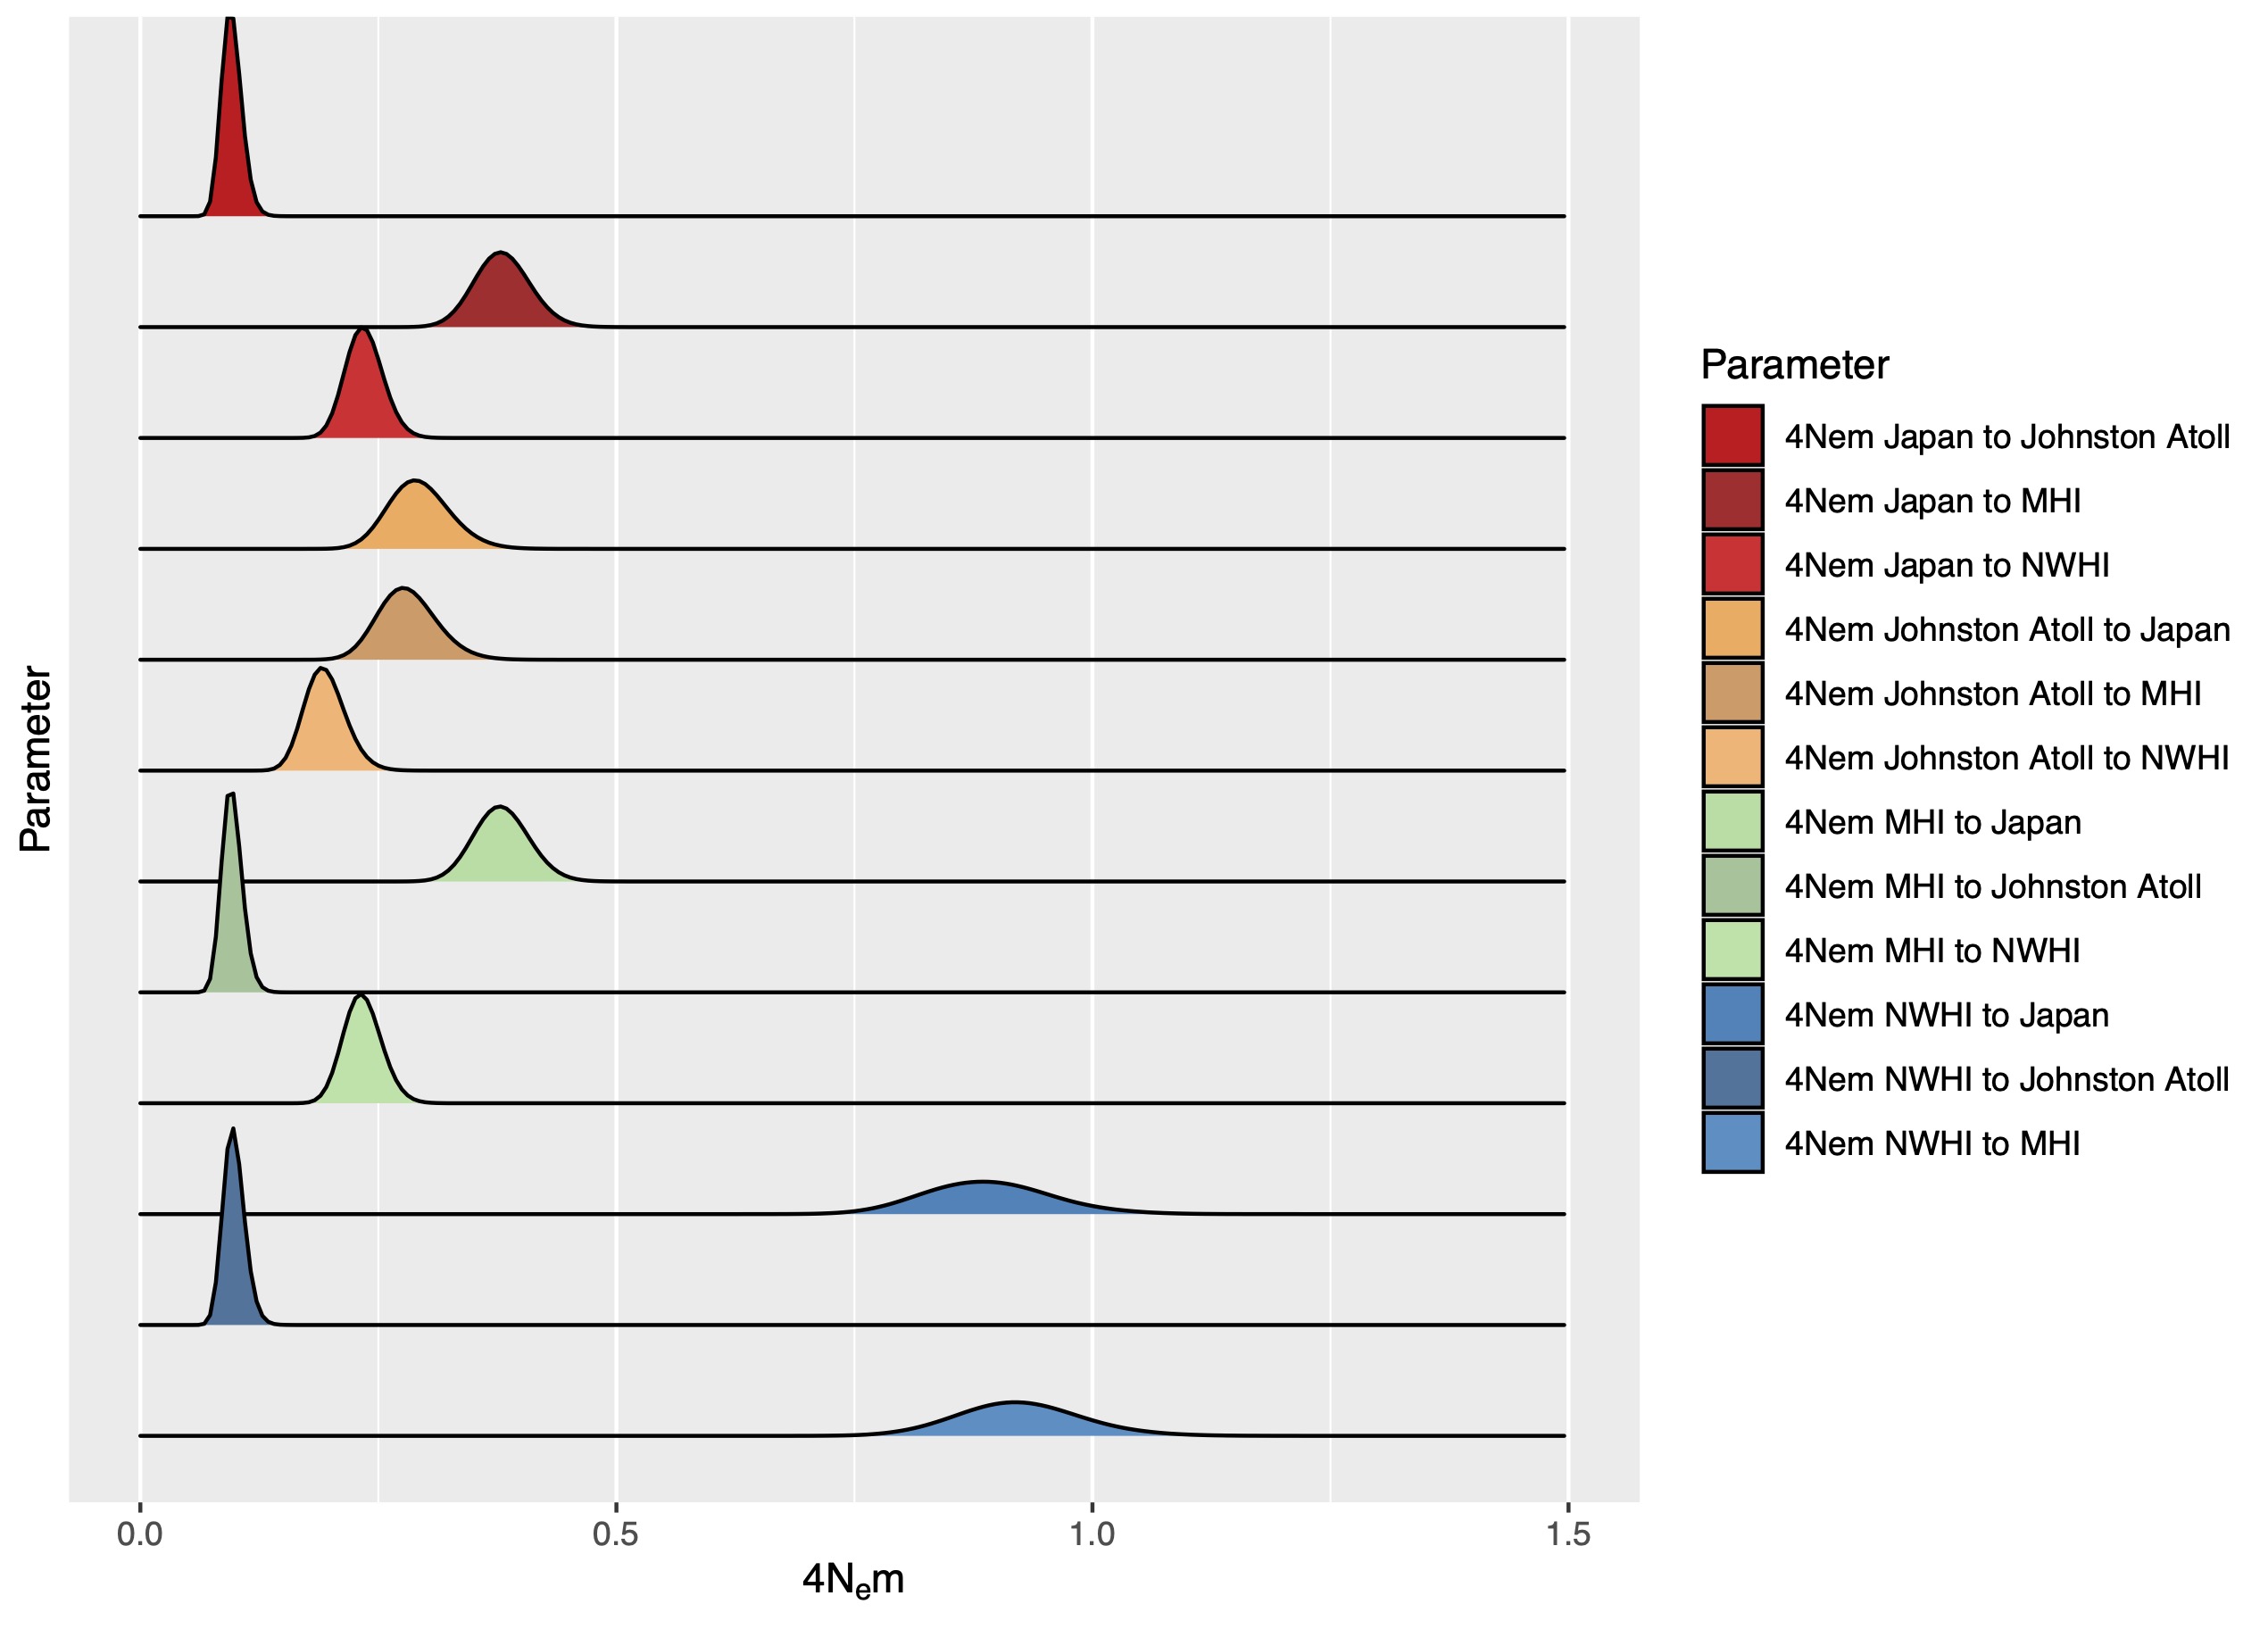 Parameter
Parameter
4Nem Japan to Johnston Atoll
4Nem Japan to MHI
4Nem Japan to NWHI
4Nem Johnston Atoll to Japan
4Nem Johnston Atoll to MHI
4Nem Johnston Atoll to NWHI
4Nem MHI to Japan
4Nem MHI to Johnston Atoll
4Nem MHI to NWHI
4Nem NWHI to Japan
4Nem NWHI to Johnston Atoll
4Nem NWHI to MHI
0.0 0.5 1.0 1.5
4Nem